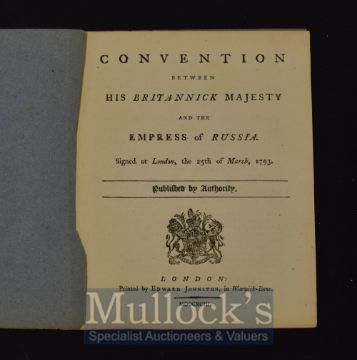 CONVENTION
BETWEEN
HIS BRITANNICK MAJESTY
AND THE
EMPRESS of RUSSIA.
Signed at London, the 25th of March, 1793.
Published by Authority.
LONDON:
Printed by EDWARD JOHNSTON, in Warwick-Lane.
MDCCXCIII.
Mullock's
Specialist Auctioneers & Valuers